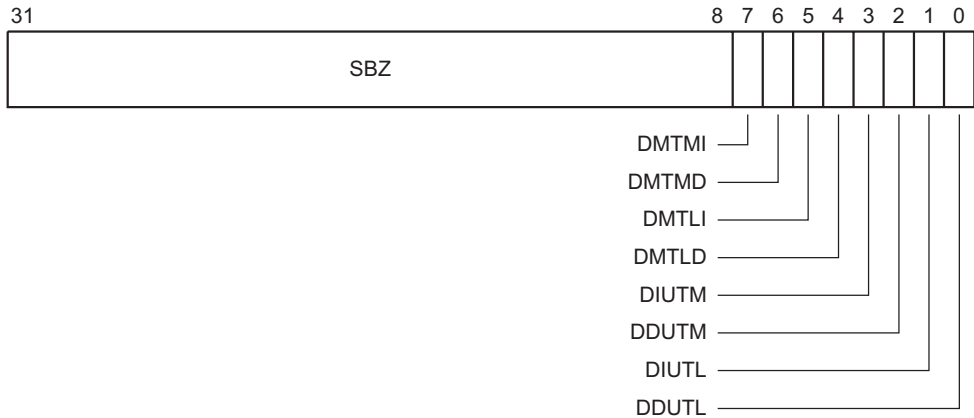 31 8 7 6 5 4 3 2 1 0
SBZ
DMTMI
DMTMD
DMTLI
DMTLD
DIUTM
DDUTM
DIUTL
DDUTL